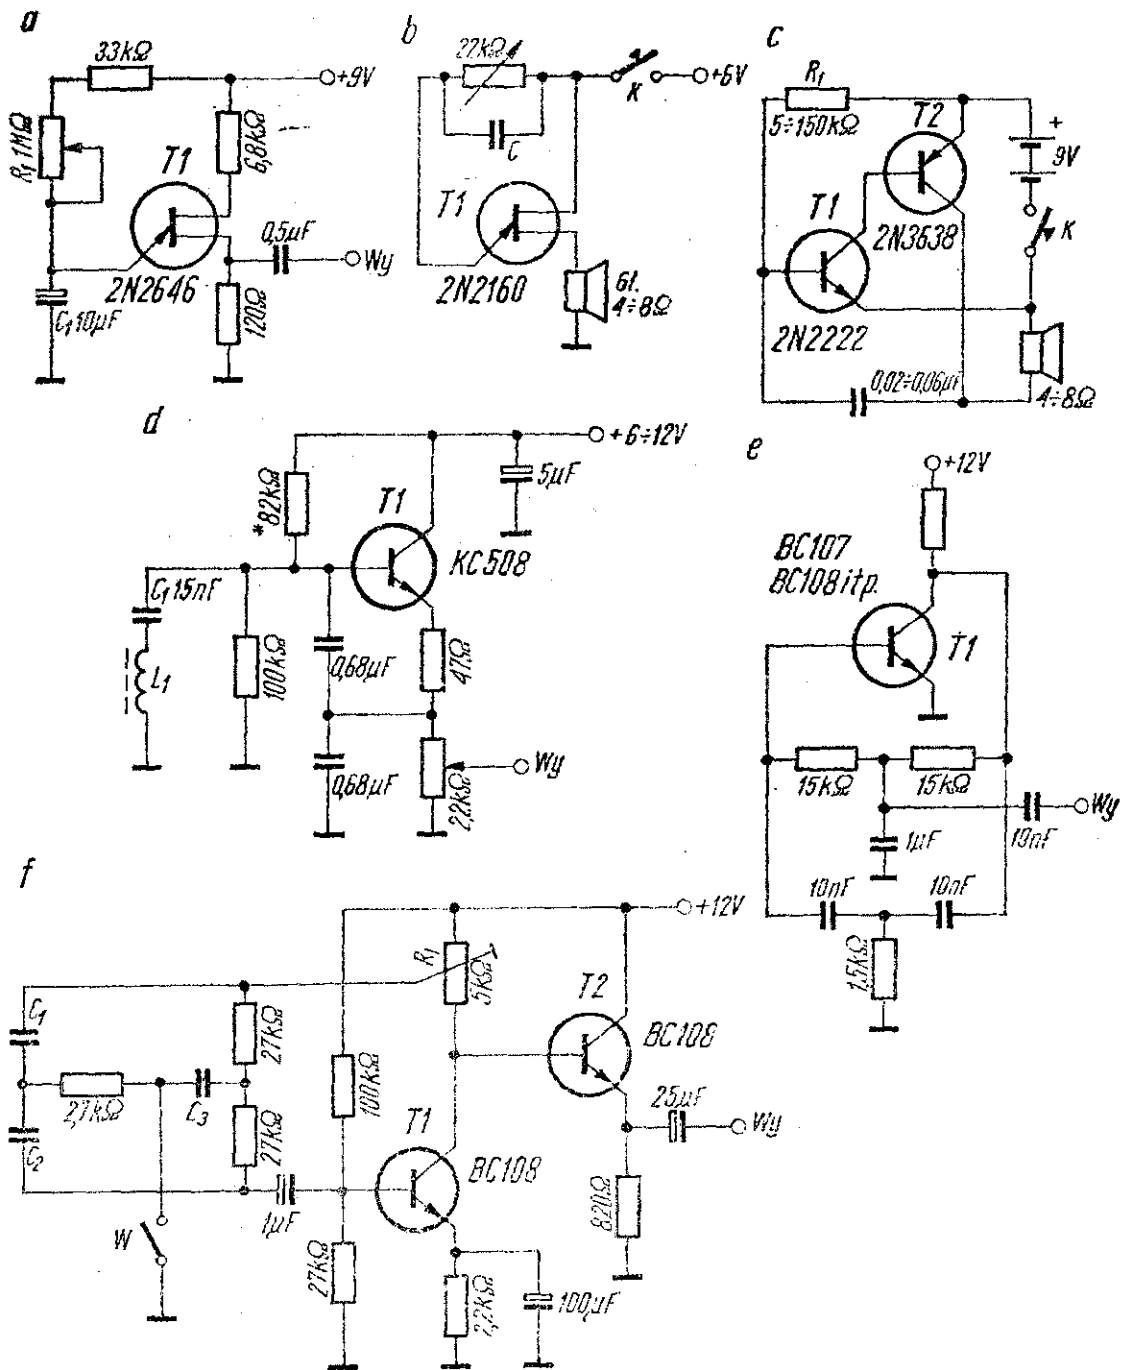 a
33kΩ
+9V
R₁ 1MΩ
6,8kΩ
T1
0,5µF
Wy
2N2646
C₁ 10µF
120Ω
b
22kΩ
K
+6V
C
T1
2N2160
Gł.
4÷8Ω
c
R₁
5÷150kΩ
T2
+
9V
T1
2N3638
K
2N2222
0,02÷0,06µF
4÷8Ω
d
+6÷12V
*82kΩ
5µF
T1
KC508
C₁ 15nF
L₁
100kΩ
0,68µF
47Ω
0,68µF
2,2kΩ
Wy
e
+12V
BC107
BC108 itp.
T1
15kΩ
15kΩ
Wy
1µF
10nF
10nF
10nF
1,5kΩ
f
+12V
R₁
5kΩ
C₁
27kΩ
T2
BC108
2,7kΩ
C₃
100kΩ
25µF
Wy
C₂
27kΩ
T1
BC108
1µF
820Ω
W
27kΩ
2,2kΩ
100µF